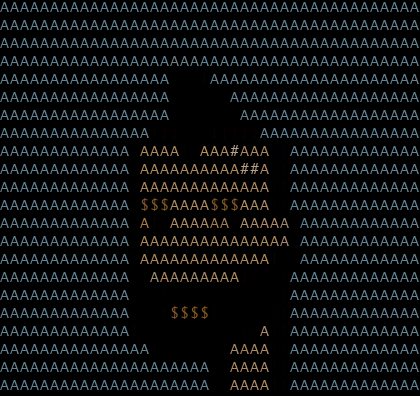 AAAAAAAAAAAAAAAAAAAAAAAAAAAAAAAAAAAAAAAAAA
AAAAAAAAAAAAAAAAAAAAAAAAAAAAAAAAAAAAAAAAAA
AAAAAAAAAAAAAAAAAAAAAAAAAAAAAAAAAAAAAAAAAA
AAAAAAAAAAAAAAAAAAAAAAAAAAAAAAAAAAAAAAAAAA
AAAAAAAAAAAAAAAAA    AAAAAAAAAAAAAAAAAAAAA
AAAAAAAAAAAAAAAAA      AAAAAAAAAAAAAAAAAAA
AAAAAAAAAAAAAAAAA       AAAAAAAAAAAAAAAAAA
AAAAAAAAAAAAAAA           AAAAAAAAAAAAAAAA
AAAAAAAAAAAAA AAAA  AAA#AAA  AAAAAAAAAAAAA
AAAAAAAAAAAAA AAAAAAAAAA##A  AAAAAAAAAAAAA
AAAAAAAAAAAAA AAAAAAAAAAAAA  AAAAAAAAAAAAA
AAAAAAAAAAAAA $$$AAAA$$$AAA  AAAAAAAAAAAAA
AAAAAAAAAAAAA A  AAAAAA AAAAA AAAAAAAAAAAA
AAAAAAAAAAAAA AAAAAAAAAAAAAAA AAAAAAAAAAAA
AAAAAAAAAAAAA AAAAAAAAAAAAA   AAAAAAAAAAAA
AAAAAAAAAAAAA  AAAAAAAAA     AAAAAAAAAAAAA
AAAAAAAAAAAAA                AAAAAAAAAAAAA
AAAAAAAAAAAAA    $$$$        AAAAAAAAAAAAA
AAAAAAAAAAAAA             A  AAAAAAAAAAAAA
AAAAAAAAAAAAAAA        AAAA  AAAAAAAAAAAAA
AAAAAAAAAAAAAAAAAAAAA  AAAA  AAAAAAAAAAAAA
AAAAAAAAAAAAAAAAAAAAA  AAAA  AAAAAAAAAAAAA